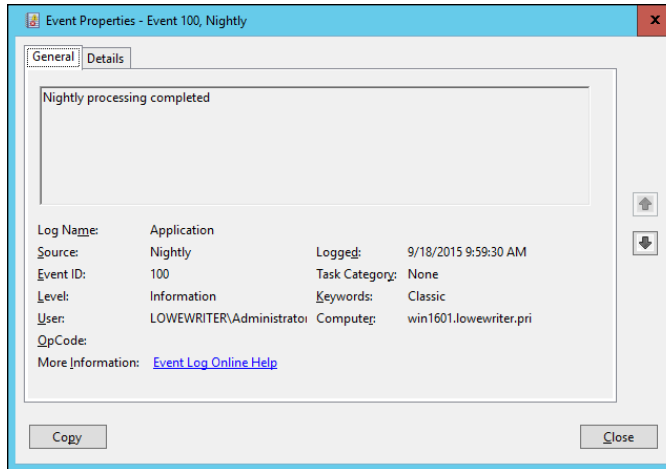 Event Properties - Event 100, Nightly
x
General Details
Nightly processing completed
Log Name: Application
Source: Nightly Logged: 9/18/2015 9:59:30 AM
Event ID: 100 Task Category: None
Level: Information Keywords: Classic
User: LOWEWRITER\Administrator Computer: win1601.lowewriter.pri
OpCode:
More Information: Event Log Online Help
Copy Close